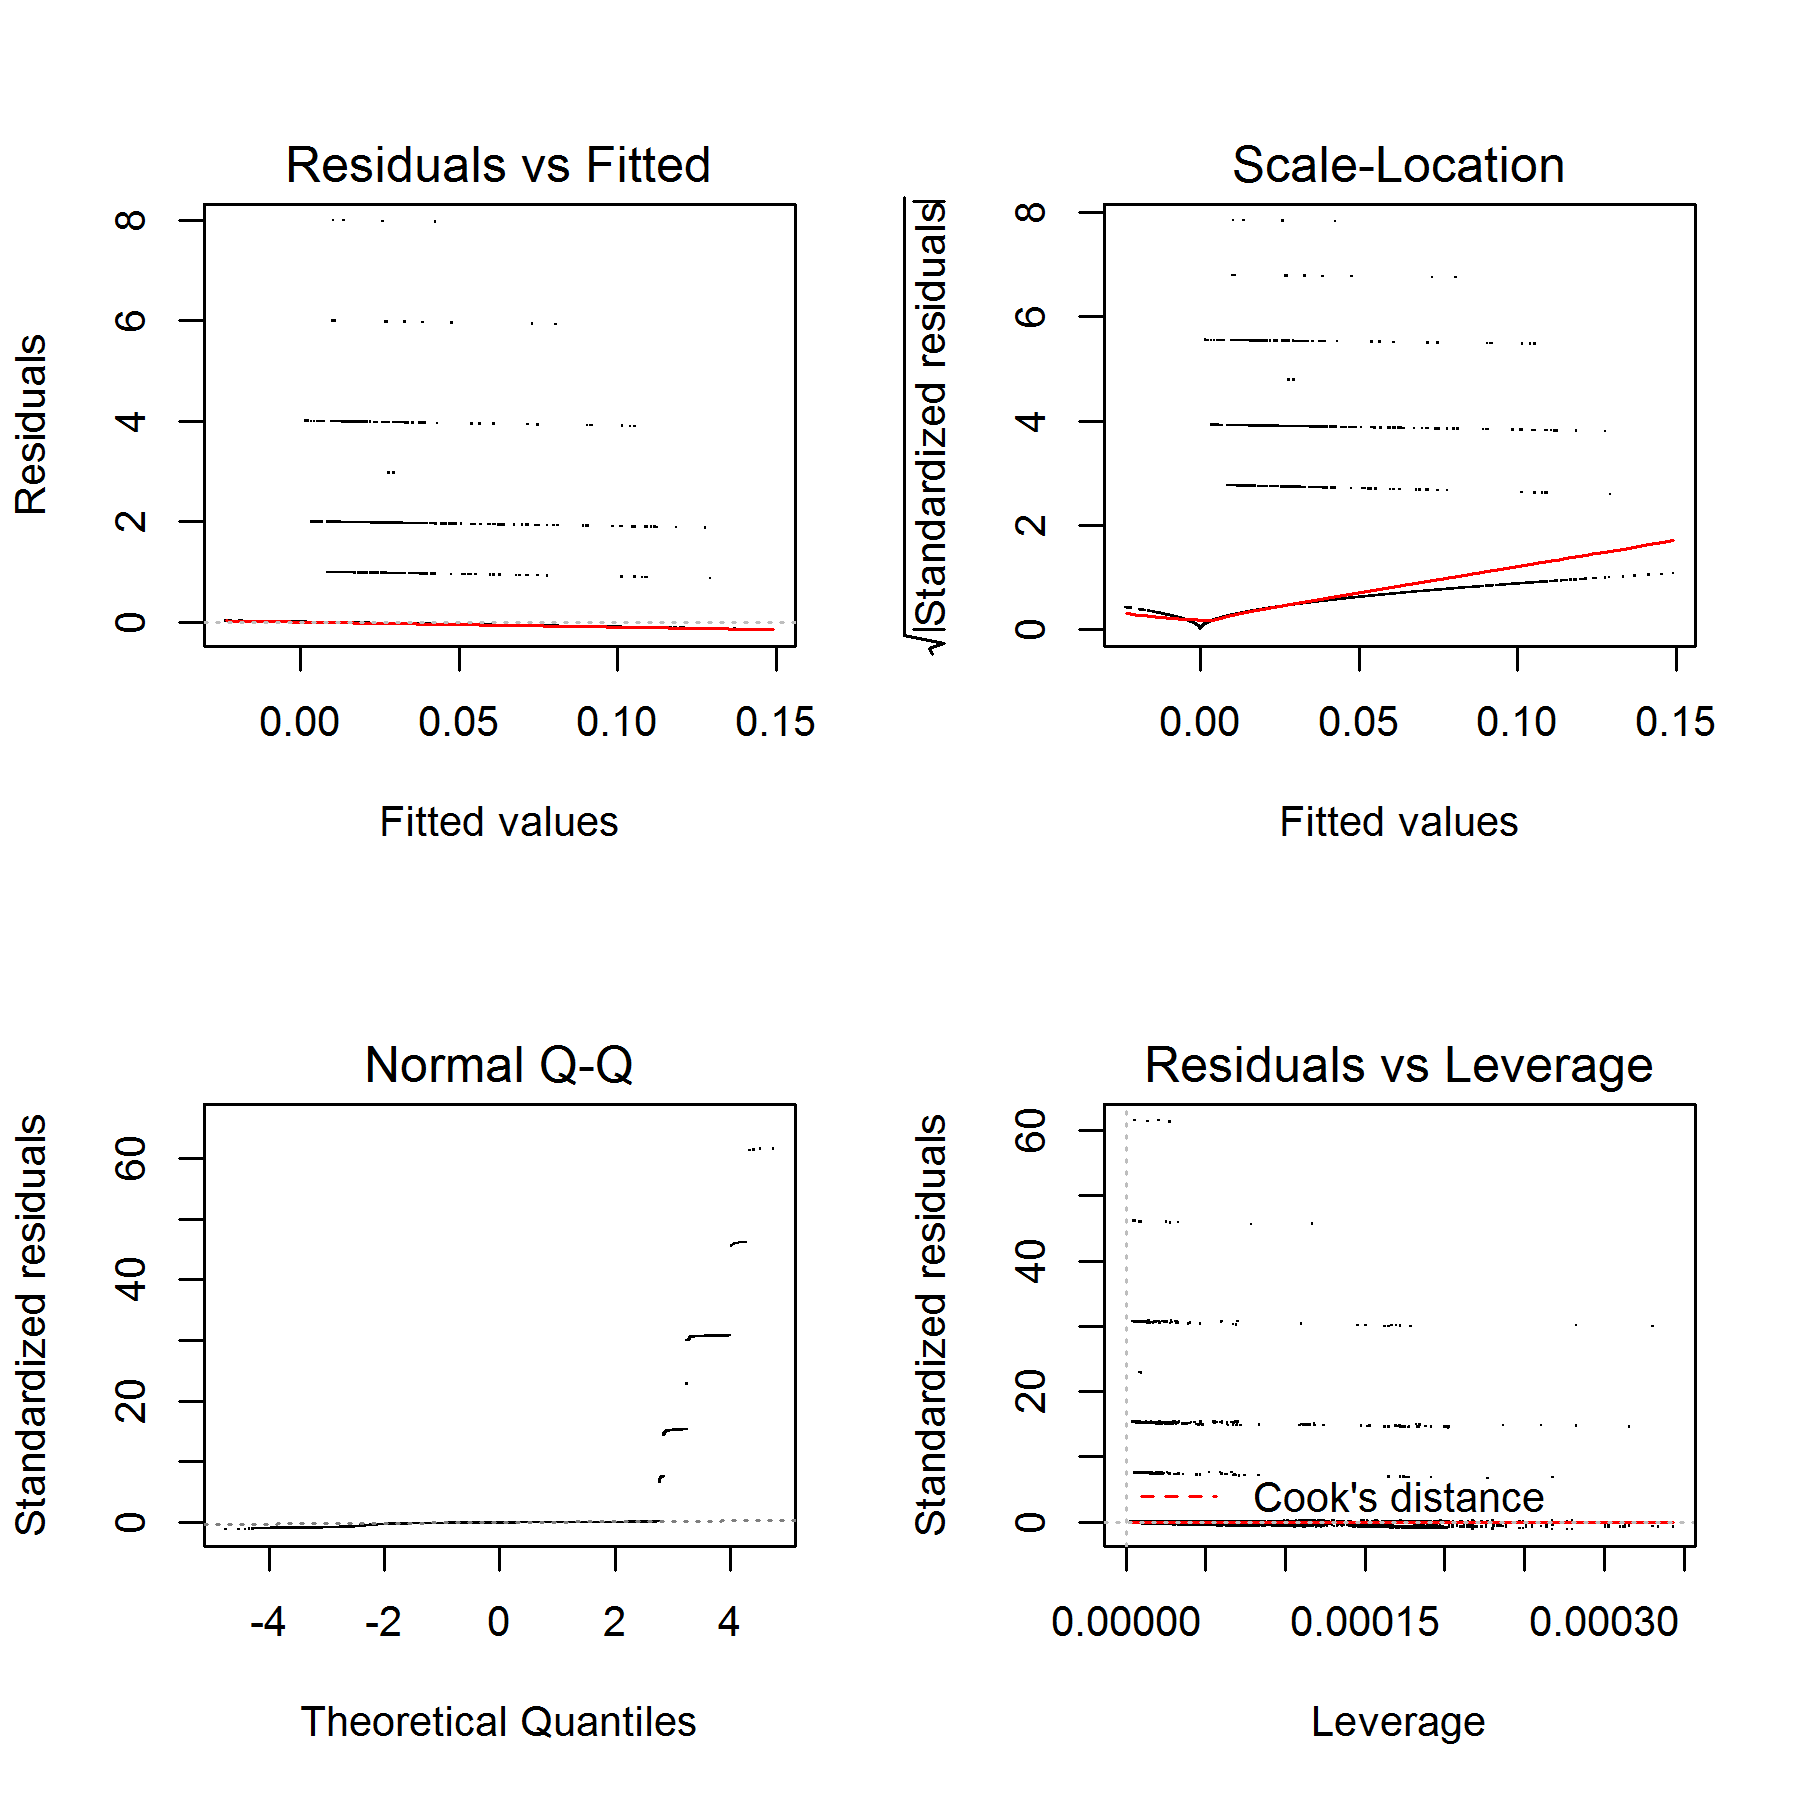 Residuals vs Fitted
Residuals
0
2
4
6
8
0.00 0.05 0.10 0.15
Fitted values
Scale-Location
√|Standardized residuals|
0
2
4
6
8
0.00 0.05 0.10 0.15
Fitted values
Normal Q-Q
Standardized residuals
0
20
40
60
-4 -2 0 2 4
Theoretical Quantiles
Residuals vs Leverage
Standardized residuals
0
20
40
60
Cook's distance
0.00000 0.00015 0.00030
Leverage